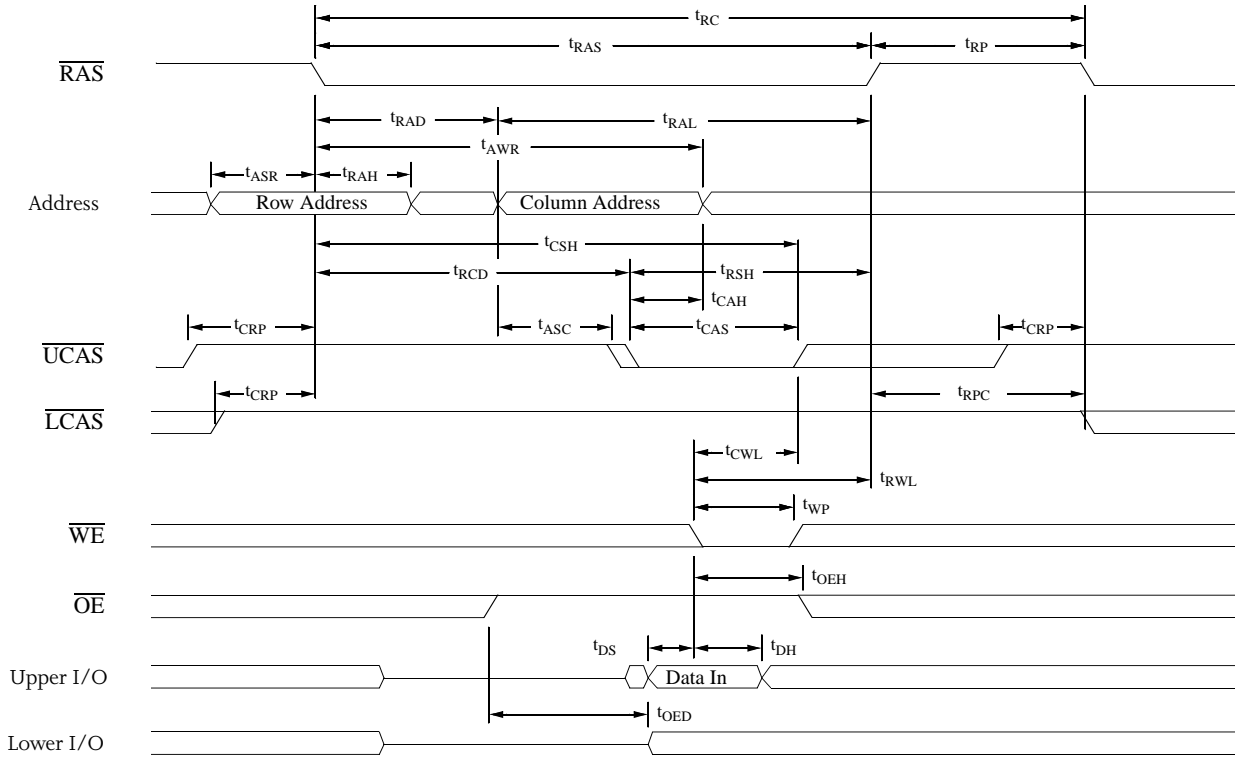 tRC
tRAS
tRP
RAS
tRAD
tRAL
tAWR
tASR
tRAH
Address
Row Address
Column Address
tCSH
tRCD
tRSH
tCAH
tCRP
tASC
tCAS
tCRP
UCAS
tCRP
tRPC
LCAS
tCWL
tRWL
tWP
WE
tOEH
OE
tDS
tDH
Upper I/O
Data In
tOED
Lower I/O